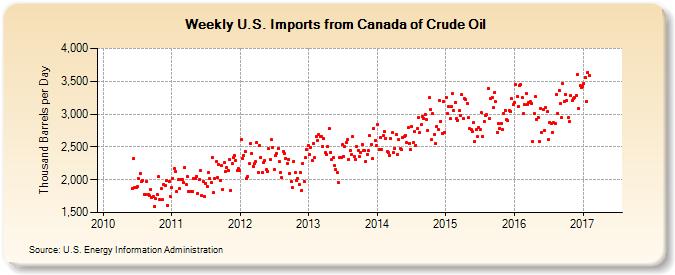 Weekly U.S. Imports from Canada of Crude Oil
Thousand Barrels per Day
4,000
3,500
3,000
2,500
2,000
1,500
2010 2011 2012 2013 2014 2015 2016 2017
Source: U.S. Energy Information Administration